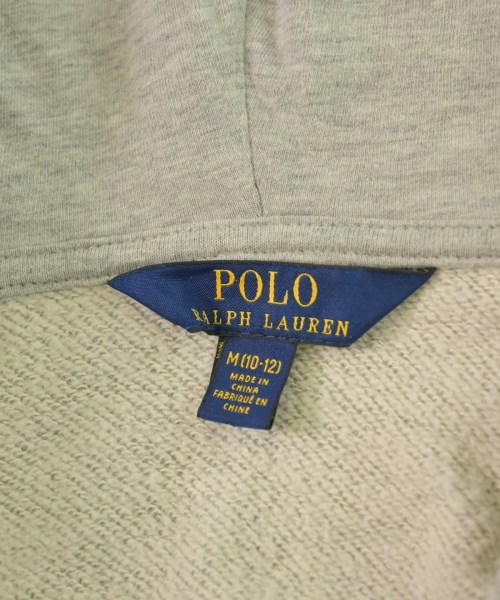 POLO
RALPH LAUREN
M(10-12)
MADE IN
CHINA
FABRIQUÉ EN
CHINE